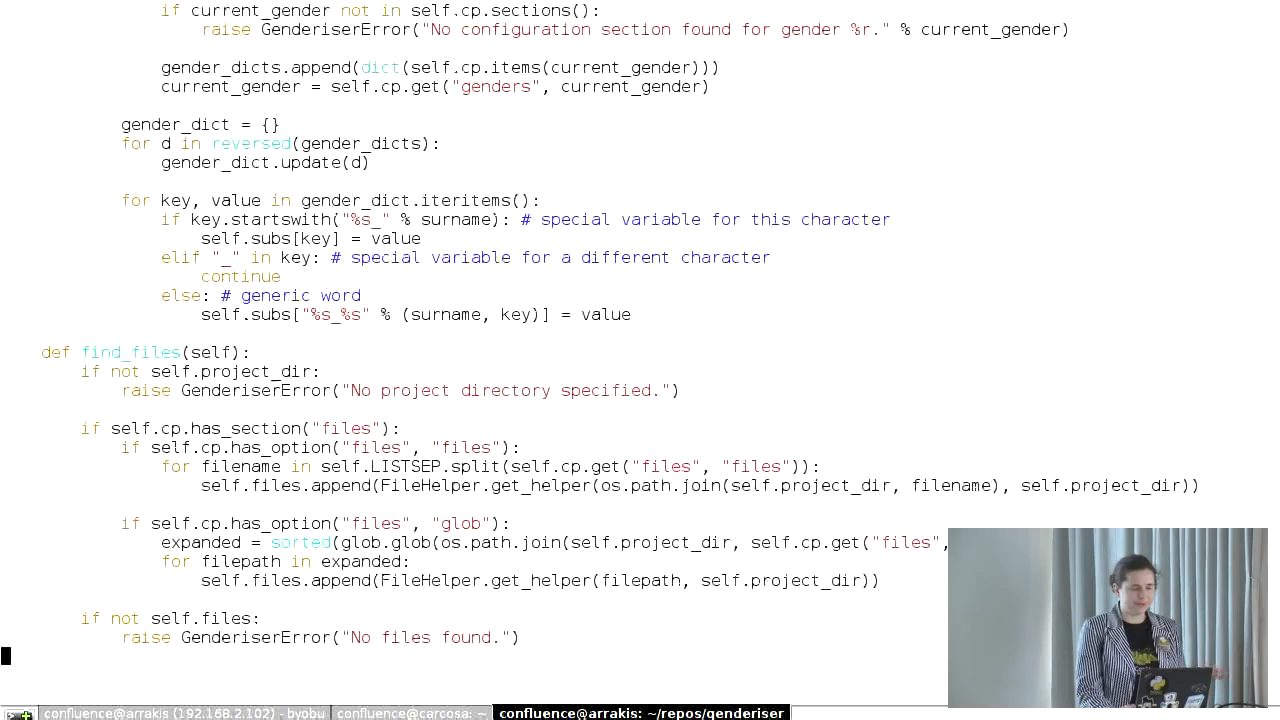 if current_gender not in self.cp.sections():
raise GenderiserError("No configuration section found for gender %r." % current_gender)
gender_dicts.append(dict(self.cp.items(current_gender)))
current_gender = self.cp.get("genders", current_gender)
gender_dict = {}
for d in reversed(gender_dicts):
gender_dict.update(d)
for key, value in gender_dict.iteritems():
if key.startswith("%s_" % surname): # special variable for this character
self.subs[key] = value
elif "_" in key: # special variable for a different character
continue
else: # generic word
self.subs["%s_%s" % (surname, key)] = value
def find_files(self):
if not self.project_dir:
raise GenderiserError("No project directory specified.")
if self.cp.has_section("files"):
if self.cp.has_option("files", "files"):
for filename in self.LISTSEP.split(self.cp.get("files", "files")):
self.files.append(FileHelper.get_helper(os.path.join(self.project_dir, filename), self.project_dir))
if self.cp.has_option("files", "glob"):
expanded = sorted(glob.glob(os.path.join(self.project_dir, self.cp.get("files",
for filepath in expanded:
self.files.append(FileHelper.get_helper(filepath, self.project_dir))
if not self.files:
raise GenderiserError("No files found.")
confluence@arrakis (192.168.2.102) - byobu confluence@carcosa: ~ confluence@arrakis: ~/repos/genderiser